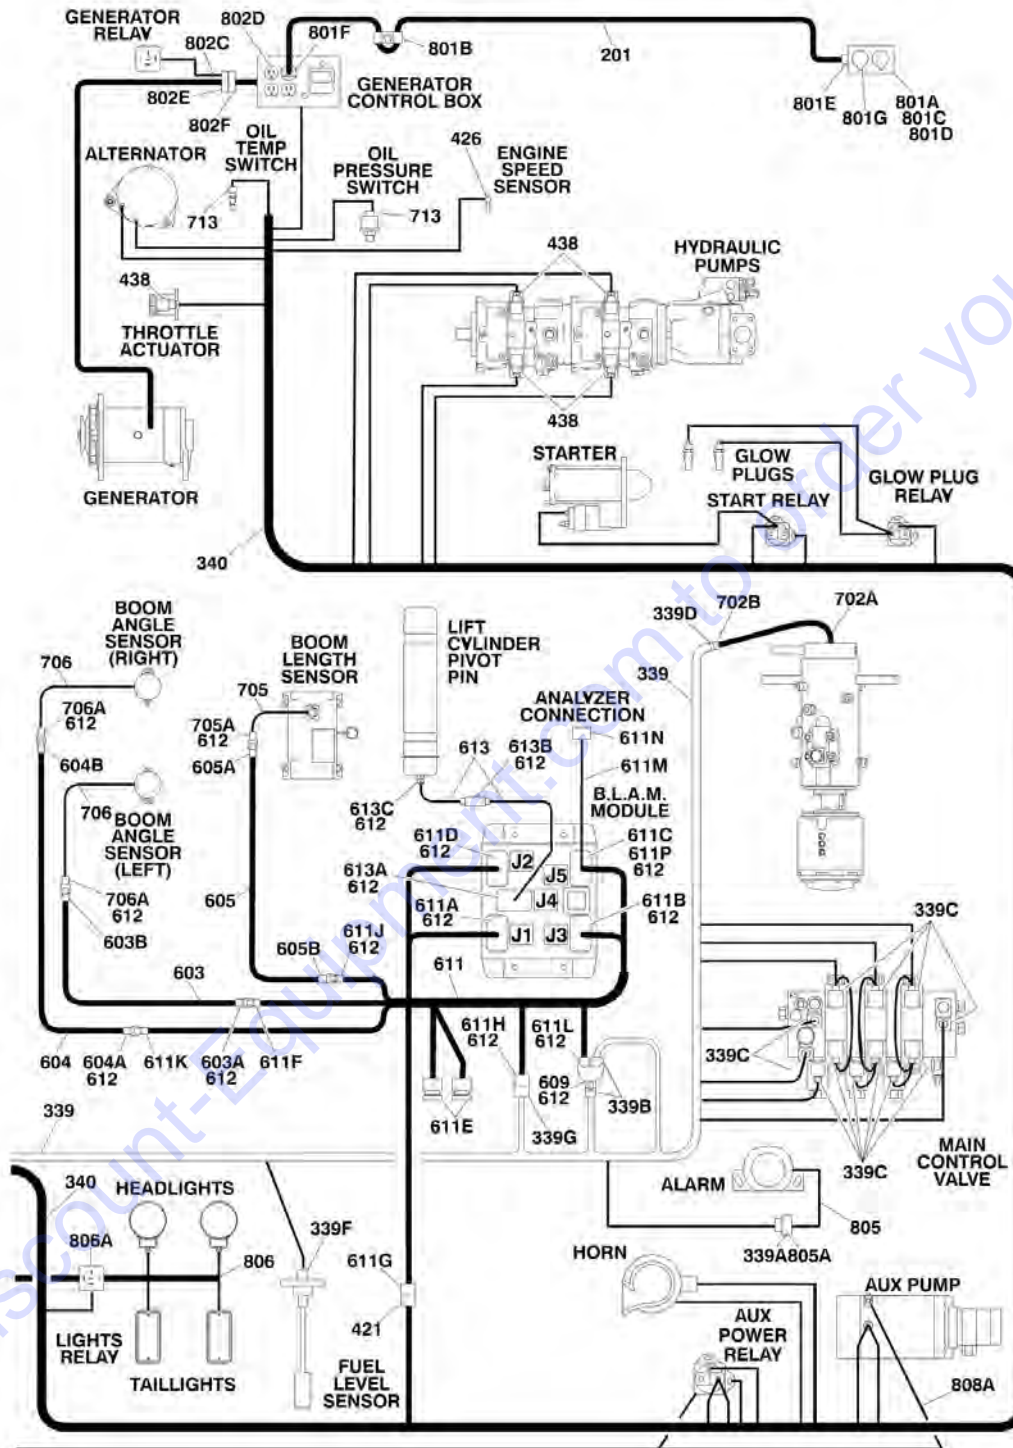 GENERATOR
RELAY
802D
801F
802C
801B
201
802E
802F
GENERATOR
CONTROL BOX
801E
801G
801A
801C
801D
ALTERNATOR
OIL
TEMP
SWITCH
OIL
PRESSURE
SWITCH
426
ENGINE
SPEED
SENSOR
713
713
438
HYDRAULIC
PUMPS
438
THROTTLE
ACTUATOR
438
STARTER
GLOW
PLUGS
GLOW PLUG
RELAY
START RELAY
GENERATOR
340
BOOM
ANGLE
SENSOR
(RIGHT)
706
BOOM
LENGTH
SENSOR
705
LIFT
CYLINDER
PIVOT
PIN
339D
702B
702A
339
ANALYZER
CONNECTION
706A
612
705A
612
604B
605A
613
613B
612
611N
611M
613C
612
B.L.A.M.
MODULE
706
BOOM
ANGLE
SENSOR
(LEFT)
611D
612
611C
611P
612
J2
J5
613A
612
J4
611A
612
611B
612
J1
J3
706A
612
603B
605
605B
611J
612
603
611
339C
604
604A
612
611K
603A
612
611F
611H
612
611L
612
609
612
339B
611E
339G
339C
339
339C
MAIN
CONTROL
VALVE
340
HEADLIGHTS
ALARM
805
806A
339F
806
339A
805A
611G
HORN
AUX PUMP
421
AUX
POWER
RELAY
LIGHTS
RELAY
TAILLIGHTS
FUEL
LEVEL
SENSOR
808A
iscount-Equipment.com to order you